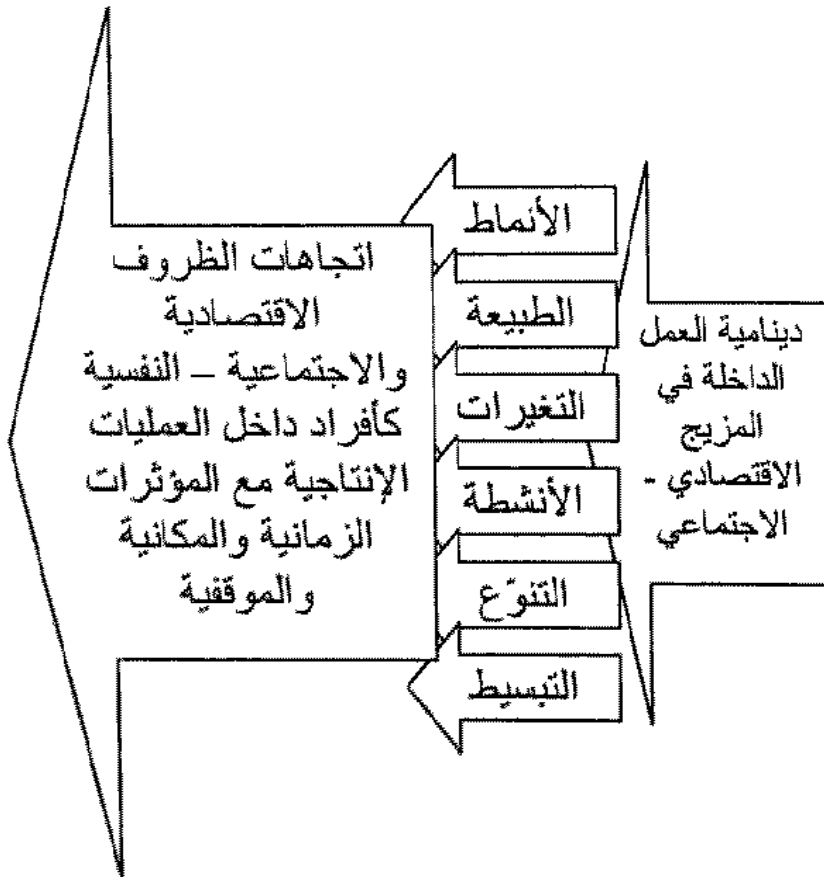 دينامية العمل
الداخلة في
المزيج
الاقتصادي -
الاجتماعي
الأنماط
الطبيعة
التغيرات
الأنشطة
التنوّع
التبسيط
اتجاهات الظروف
الاقتصادية
والاجتماعية – النفسية
كأفراد داخل العمليات
الإنتاجية مع المؤثرات
الزمانية والمكانية
والموقفية